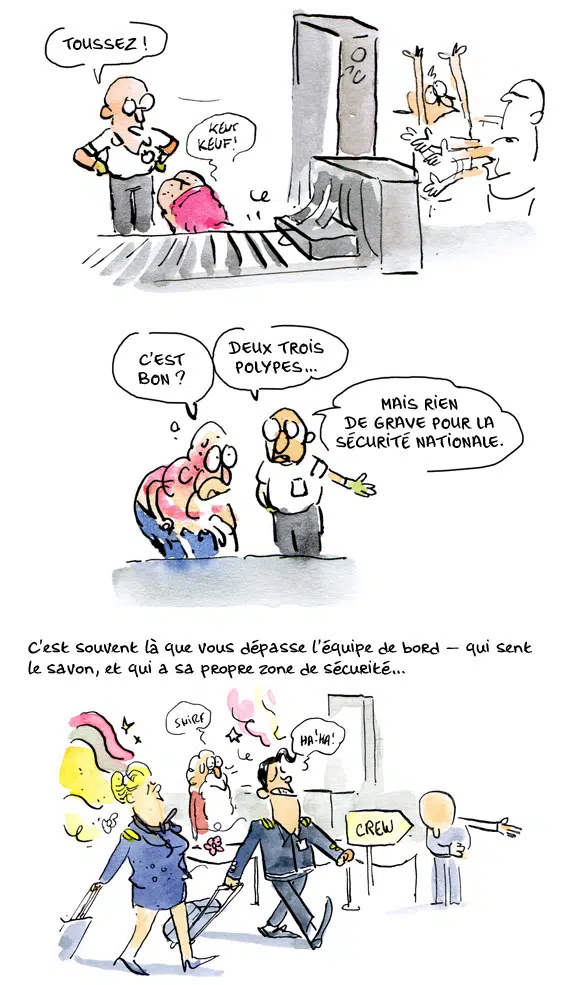 TOUSSEZ !
KEUF
KEUF!
C'EST
BON ?
DEUX TROIS
POLYPES...
MAIS RIEN
DE GRAVE POUR LA
SÉCURITÉ NATIONALE.
C'est souvent là que vous dépasse l'équipe de bord – qui sent
le savon, et qui a sa propre zone de sécurité...
SNIRF
HA! HA!
CREW